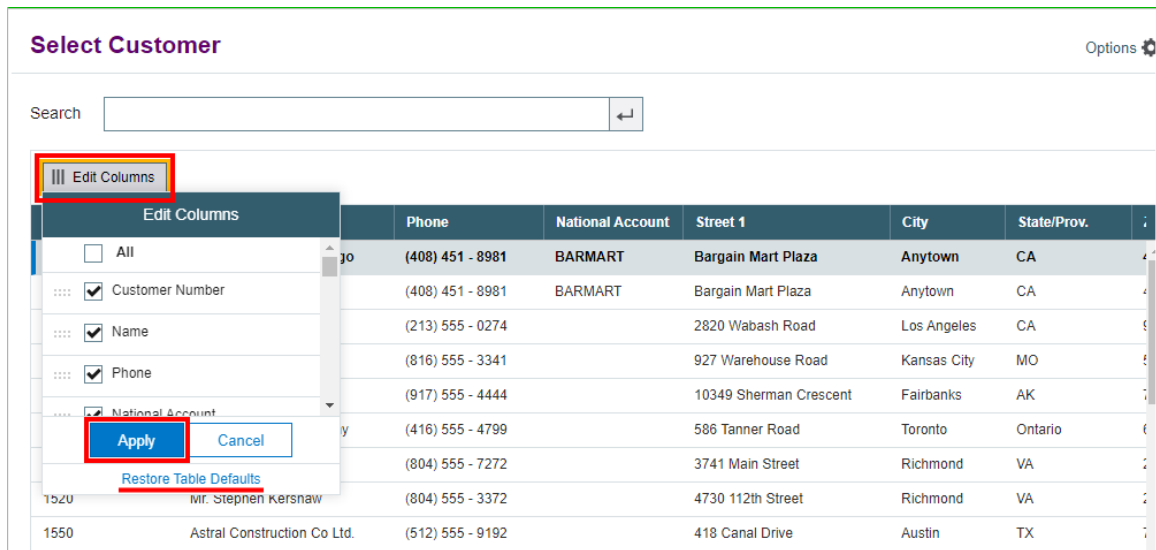 Select Customer
Options
Search
Edit Columns
Edit Columns
Phone National Account Street 1 City State/Prov.
All
(408) 451 - 8981 BARMART Bargain Mart Plaza Anytown CA
Customer Number
(408) 451 - 8981 BARMART Bargain Mart Plaza Anytown CA
Name
(213) 555 - 0274 2820 Wabash Road Los Angeles CA
(816) 555 - 3341 927 Warehouse Road Kansas City MO
Phone
(917) 555 - 4444 10349 Sherman Crescent Fairbanks AK
National Account
Apply Cancel
(416) 555 - 4799 586 Tanner Road Toronto Ontario
(804) 555 - 7272 3741 Main Street Richmond VA
Restore Table Defaults
1520 Mr. Stephen Kershaw (804) 555 - 3372 4730 112th Street Richmond VA
1550 Astral Construction Co Ltd. (512) 555 - 9192 418 Canal Drive Austin TX